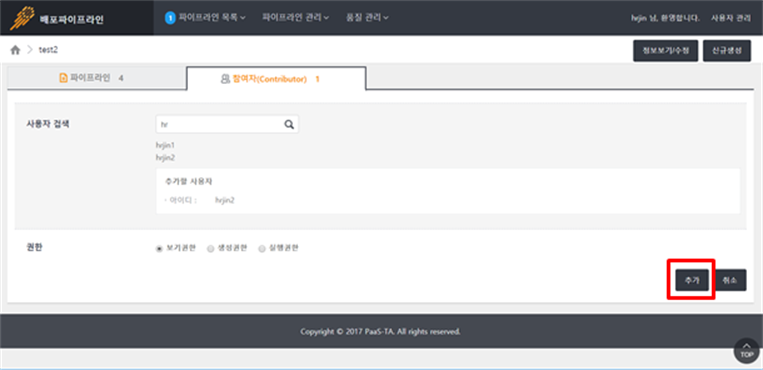 배포파이프라인
1 파이프라인 목록 파이프라인 관리 품질 관리
hrjin 님, 환영합니다. 사용자 관리
test2
정보보기/수정 신규생성
파이프라인 4
참여자(Contributor) 1
사용자 검색
hr
hrjin1
hrjin2
추가할 사용자
· 아이디 : hrjin2
권한
보기권한 생성권한 실행권한
추가 취소
Copyright © 2017 PaaS-TA. All rights reserved.
TOP